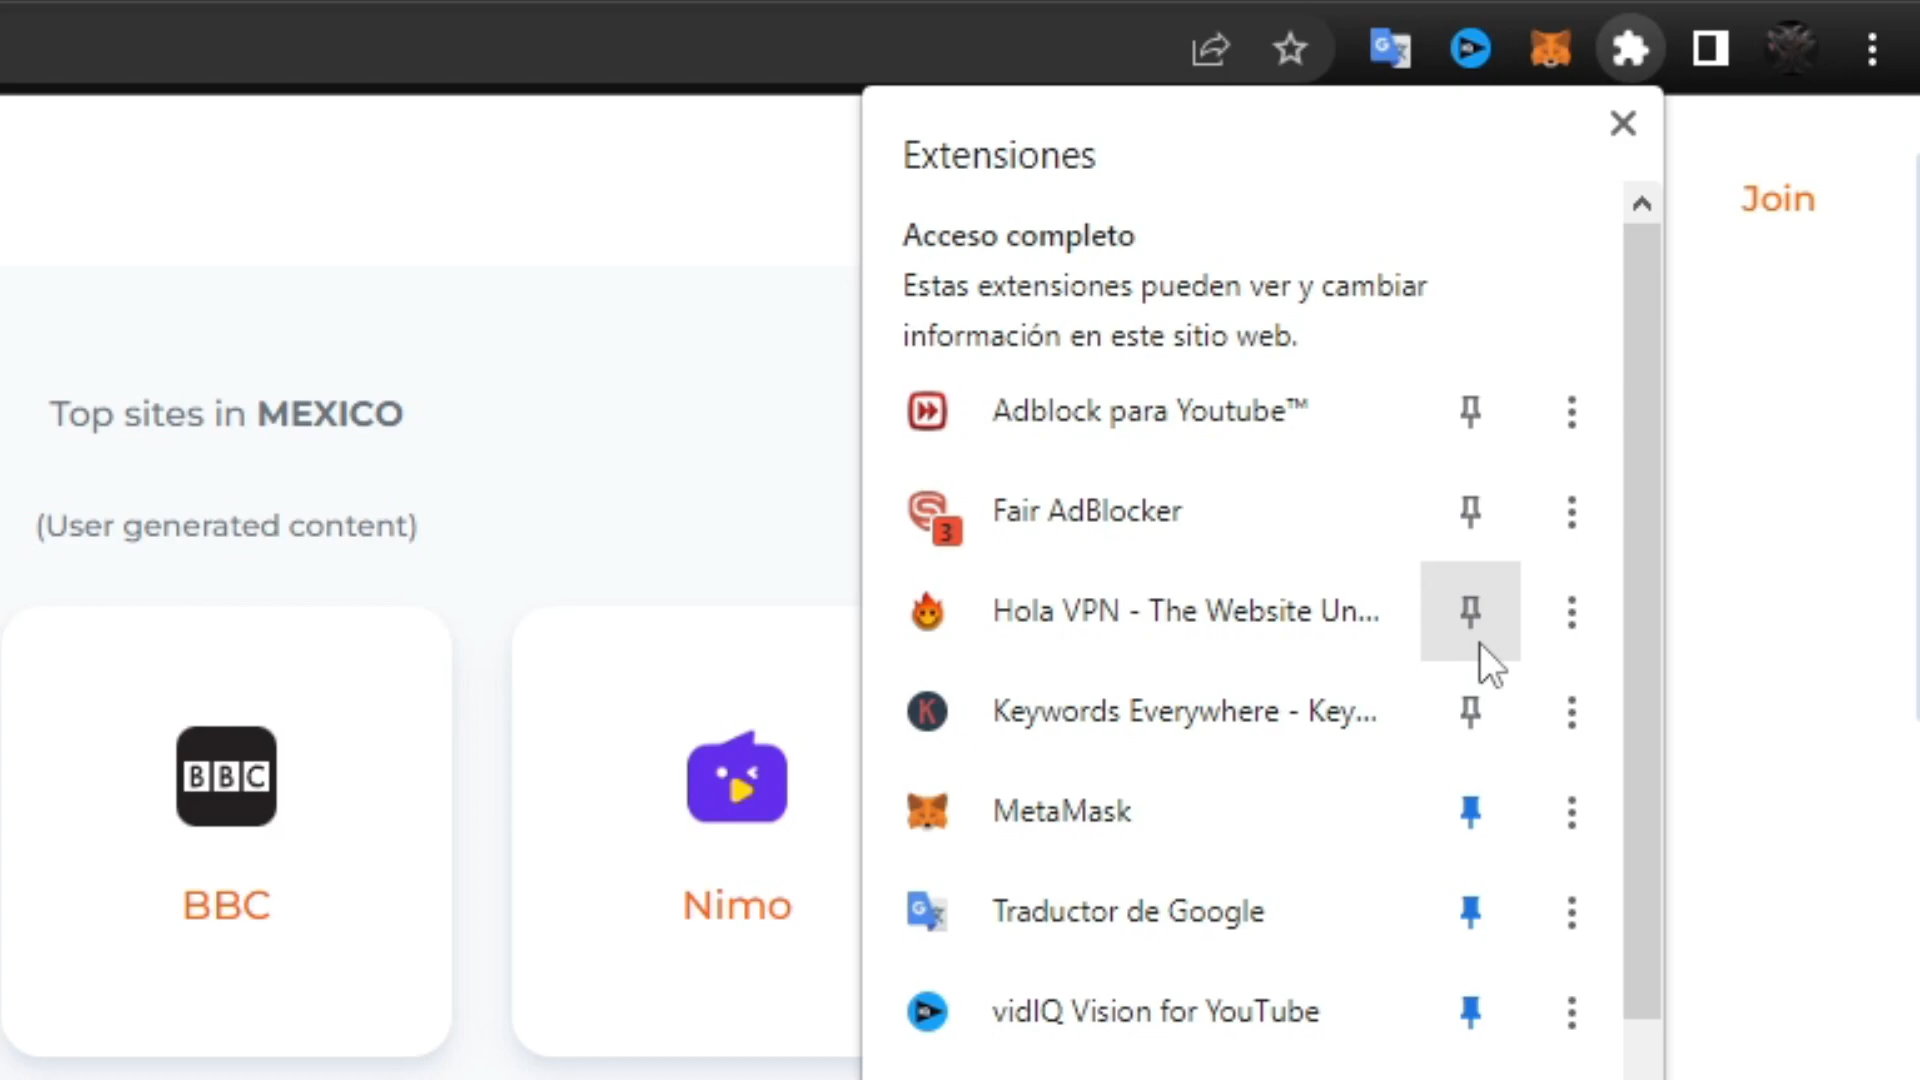 Extensiones
Acceso completo
Estas extensiones pueden ver y cambiar
información en este sitio web.
Adblock para Youtube™
Fair AdBlocker
3
Hola VPN - The Website Un...
K
Keywords Everywhere - Key...
MetaMask
Traductor de Google
vidIQ Vision for YouTube
Join
Top sites in MEXICO
(User generated content)
BBC
BBC
Nimo